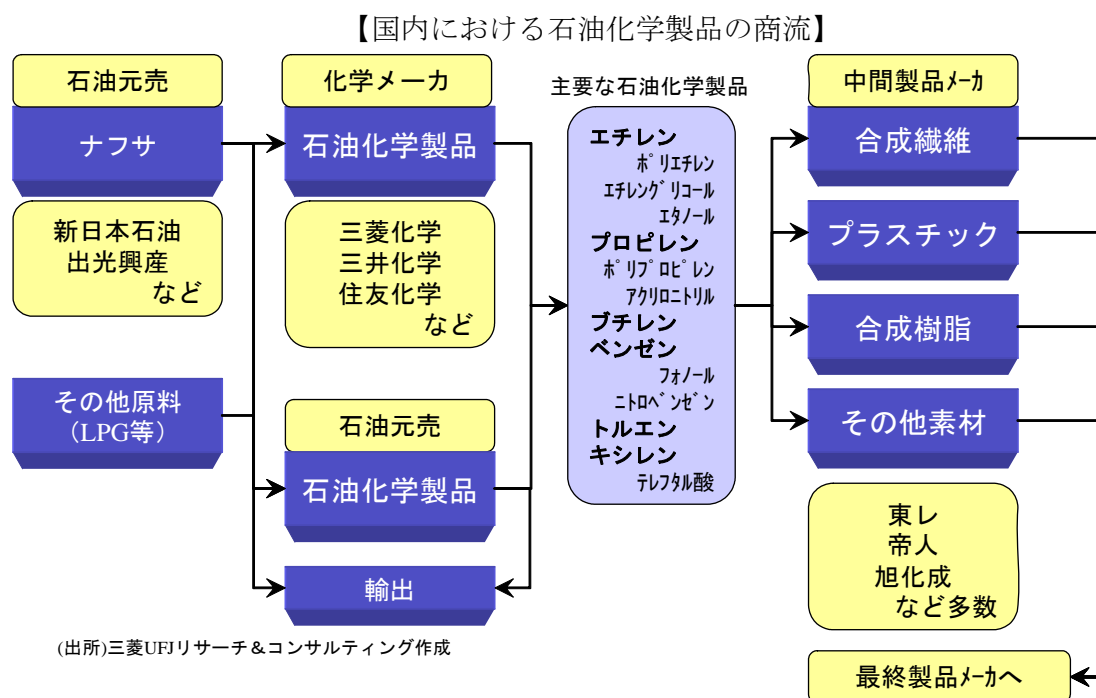 【国内における石油化学製品の商流】
石油元売
ナフサ
新日本石油
出光興産
など
その他原料
（LPG等）
化学メーカ
石油化学製品
三菱化学
三井化学
住友化学
など
石油元売
石油化学製品
輸出
主要な石油化学製品
エチレン
ﾎﾟﾘｴﾁﾚﾝ
ｴﾁﾚﾝｸﾞﾘｺｰﾙ
ｴﾀﾉｰﾙ
プロピレン
ﾎﾟﾘﾌﾟﾛﾋﾟﾚﾝ
ｱｸﾘﾛﾆﾄﾘﾙ
ブチレン
ベンゼン
ﾌｫﾉｰﾙ
ﾆﾄﾛﾍﾞﾝｾﾞﾝ
トルエン
キシレン
ﾃﾚﾌﾀﾙ酸
中間製品ﾒｰｶ
合成繊維
プラスチック
合成樹脂
その他素材
東レ
帝人
旭化成
など多数
最終製品ﾒｰｶへ
(出所)三菱UFJリサーチ＆コンサルティング作成